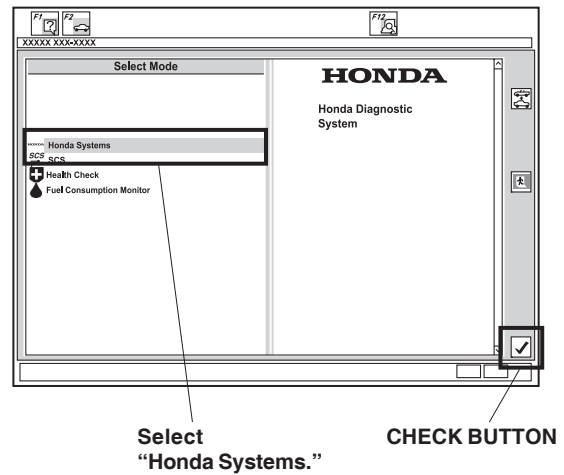 F1 F2 F12
XXXXX XXX-XXXX
Select Mode
HONDA
Honda Diagnostic
System
HONDA Honda Systems
SCS SCS
Health Check
Fuel Consumption Monitor
Select
“Honda Systems.”
CHECK BUTTON